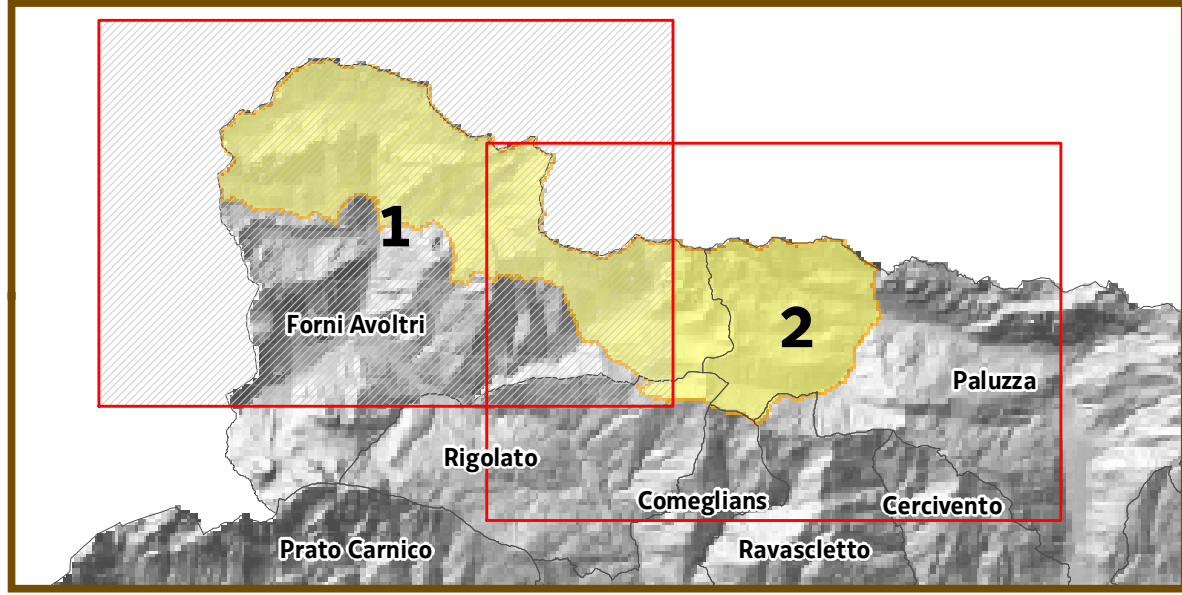 1
2
Forni Avoltri
Paluzza
Rigolato
Comeglians
Cercivento
Prato Carnico
Ravascletto